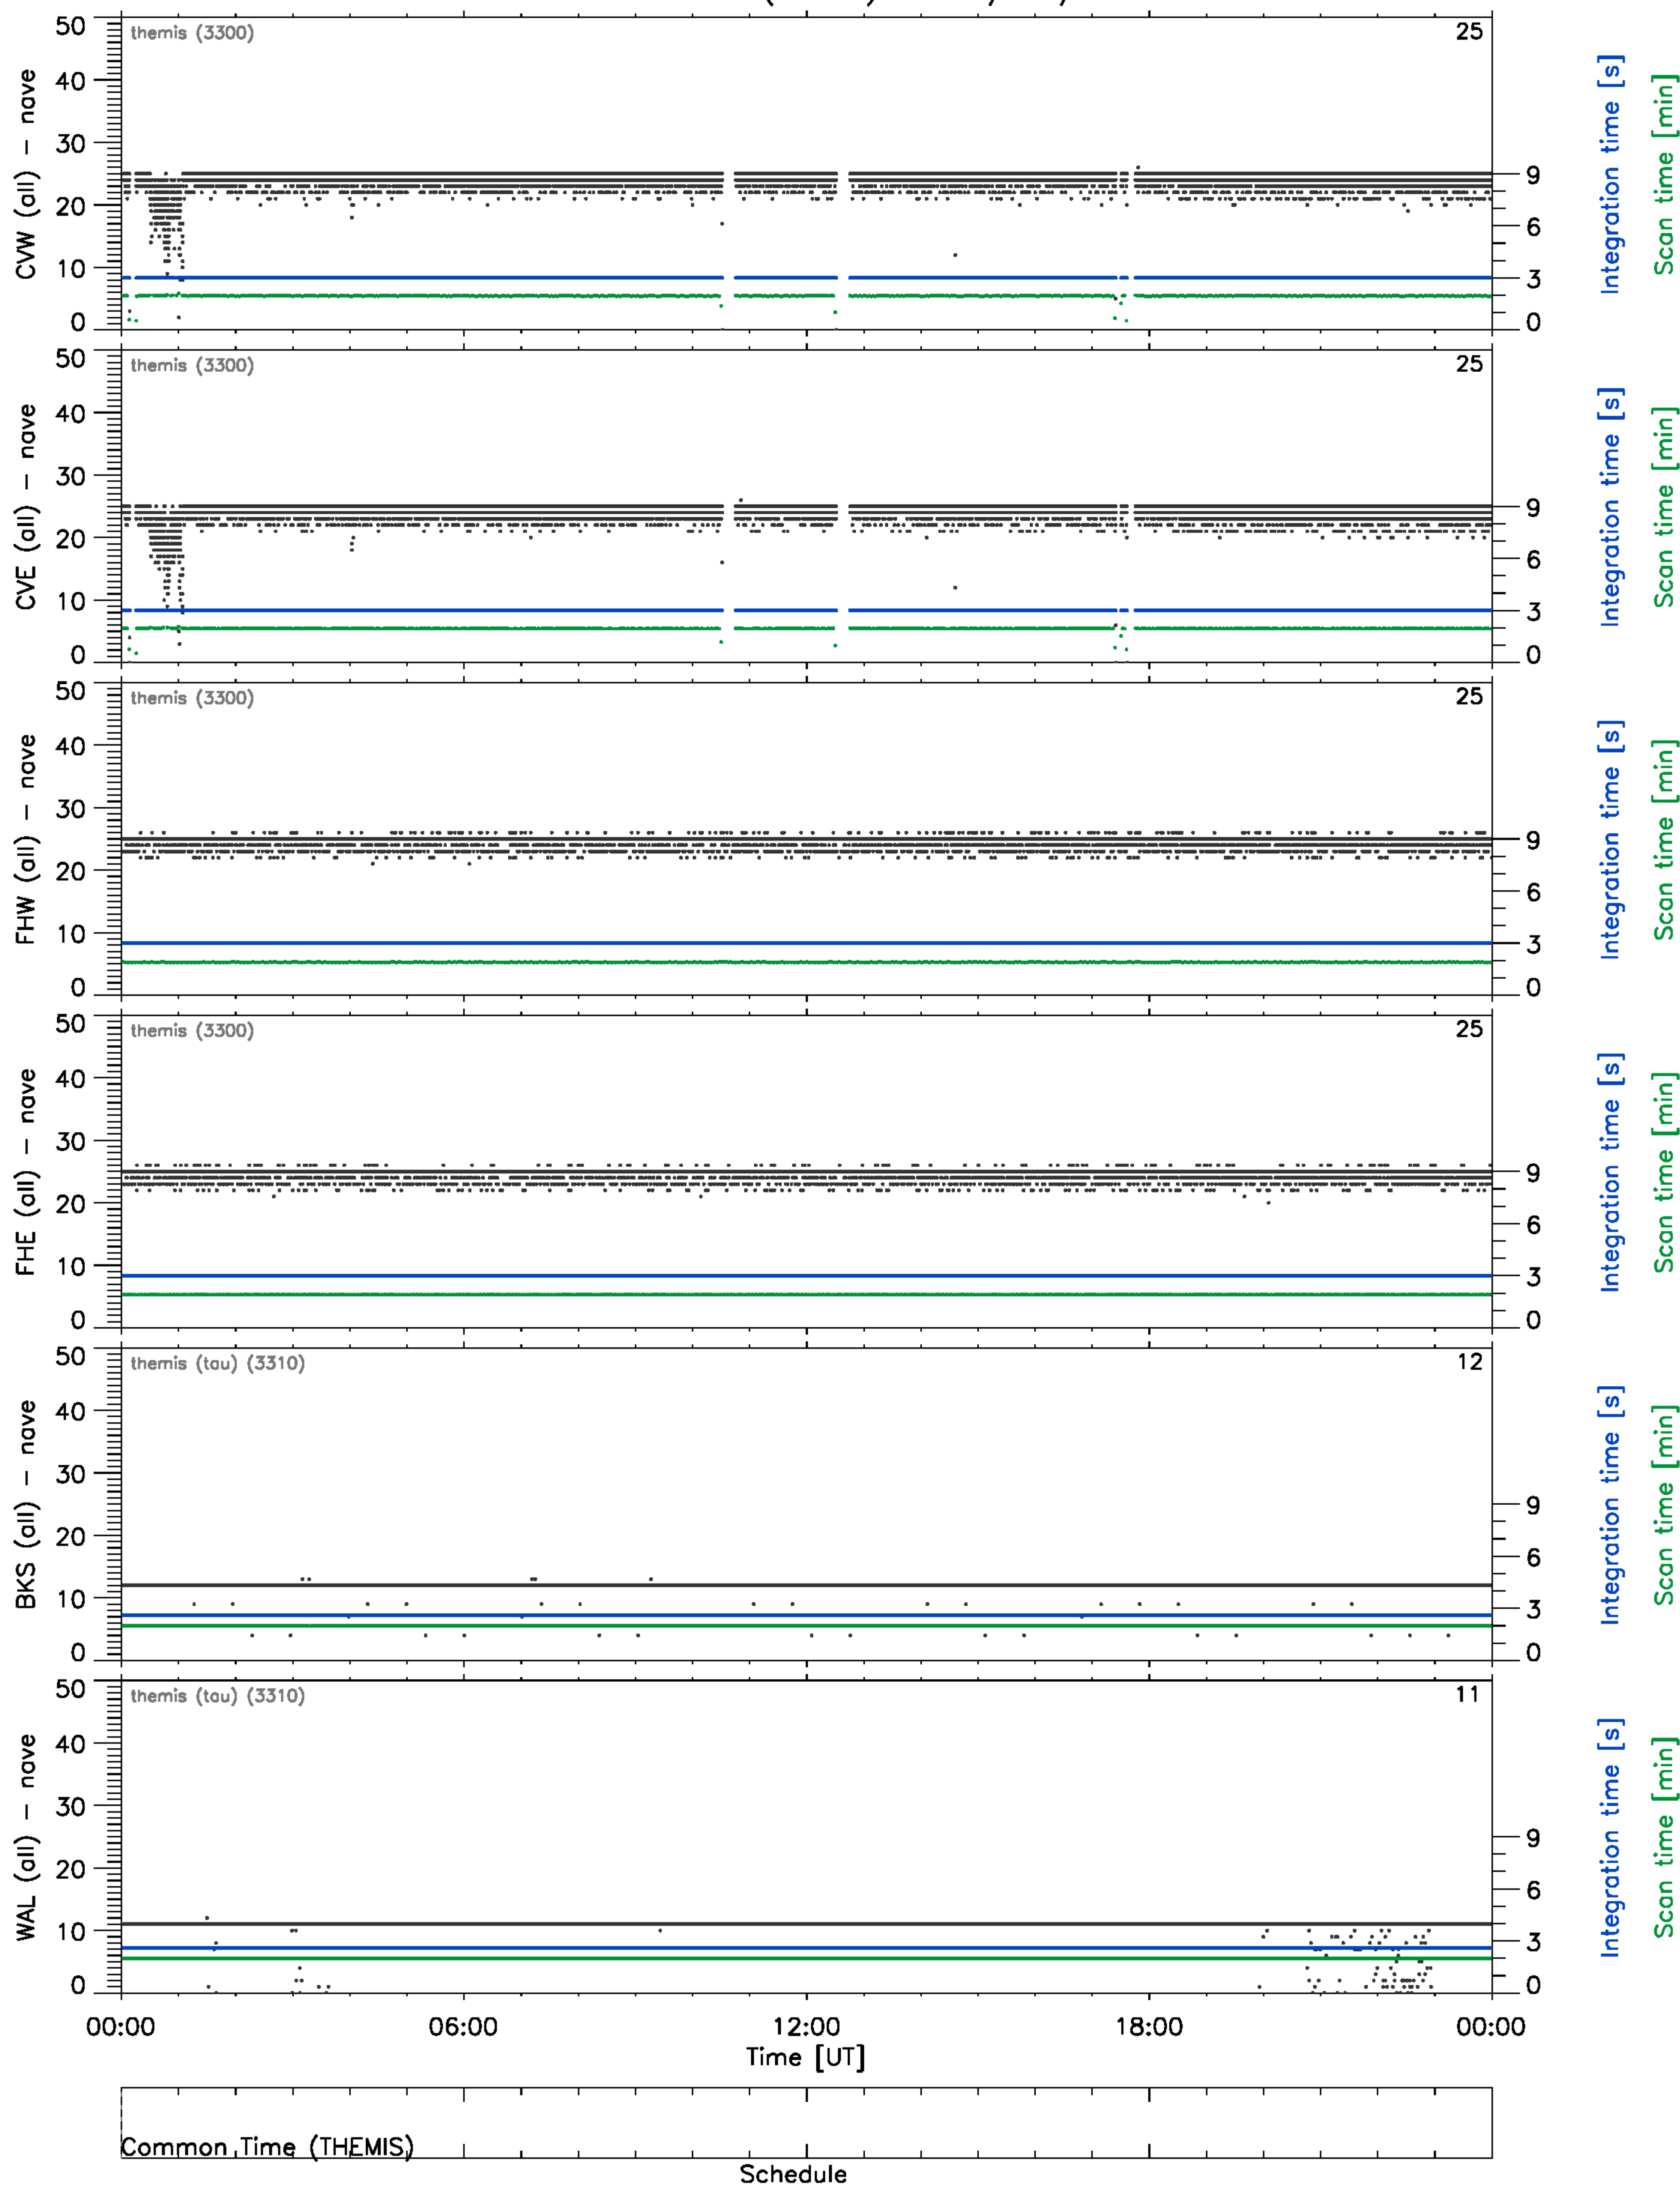 themis (3300) 25
CVW (all) - nave
50
40
30
20
10
0
9
6
3
0
Integration time [s]
Scan time [min]
themis (3300) 25
CVE (all) - nave
50
40
30
20
10
0
9
6
3
0
Integration time [s]
Scan time [min]
themis (3300) 25
FHW (all) - nave
50
40
30
20
10
0
9
6
3
0
Integration time [s]
Scan time [min]
themis (3300) 25
FHE (all) - nave
50
40
30
20
10
0
9
6
3
0
Integration time [s]
Scan time [min]
themis (tau) (3310) 12
BKS (all) - nave
50
40
30
20
10
0
9
6
3
0
Integration time [s]
Scan time [min]
themis (tau) (3310) 11
WAL (all) - nave
50
40
30
20
10
0
9
6
3
0
Integration time [s]
Scan time [min]
00:00 06:00 12:00 18:00 00:00
Time [UT]
Common Time (THEMIS)
Schedule